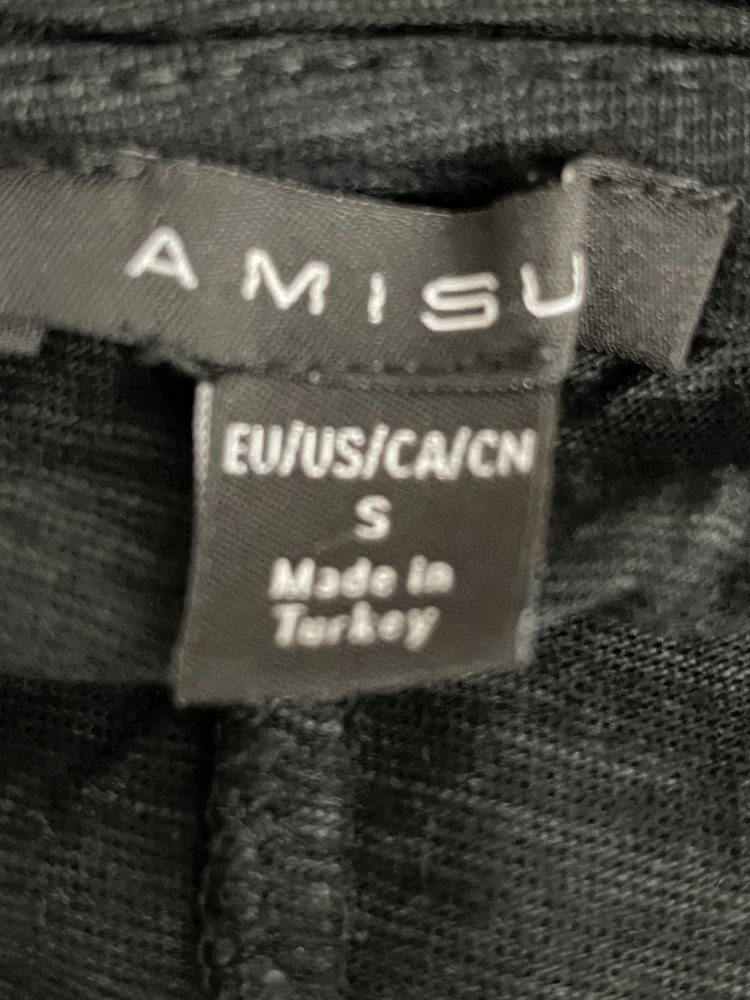 AMISU
EU/US/CA/CN
S
Made in
Turkey